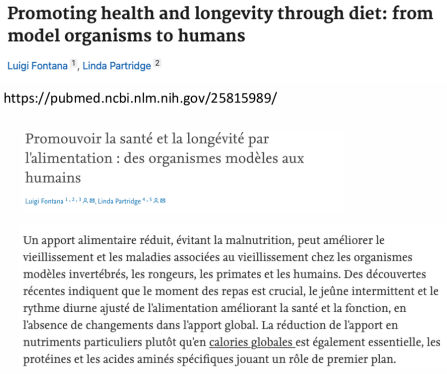 Promoting health and longevity through diet: from
model organisms to humans
Luigi Fontana 1, Linda Partridge 2
https://pubmed.ncbi.nlm.nih.gov/25815989/
Promouvoir la santé et la longévité par
l'alimentation : des organismes modèles aux
humains
Luigi Fontana 1, 2, 3, Linda Partridge 4, 5
Un apport alimentaire réduit, évitant la malnutrition, peut améliorer le
vieillissement et les maladies associées au vieillissement chez les organismes
modèles invertébrés, les rongeurs, les primates et les humains. Des découvertes
récentes indiquent que le moment des repas est crucial, le jeûne intermittent et le
rythme diurne ajusté de l'alimentation améliorant la santé et la fonction, en
l'absence de changements dans l'apport global. La réduction de l'apport en
nutriments particuliers plutôt qu'en calories globales est également essentielle, les
protéines et les acides aminés spécifiques jouant un rôle de premier plan.